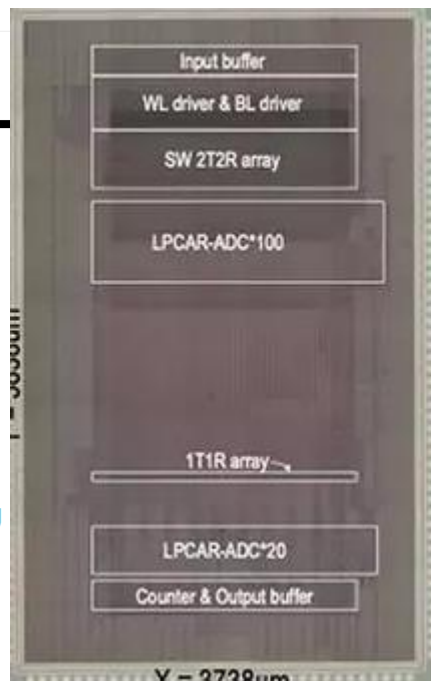 Input buffer
WL driver & BL driver
SW 2T2R array
LPCAR-ADC*100
1T1R array
LPCAR-ADC*20
Counter & Output buffer
= 3738um